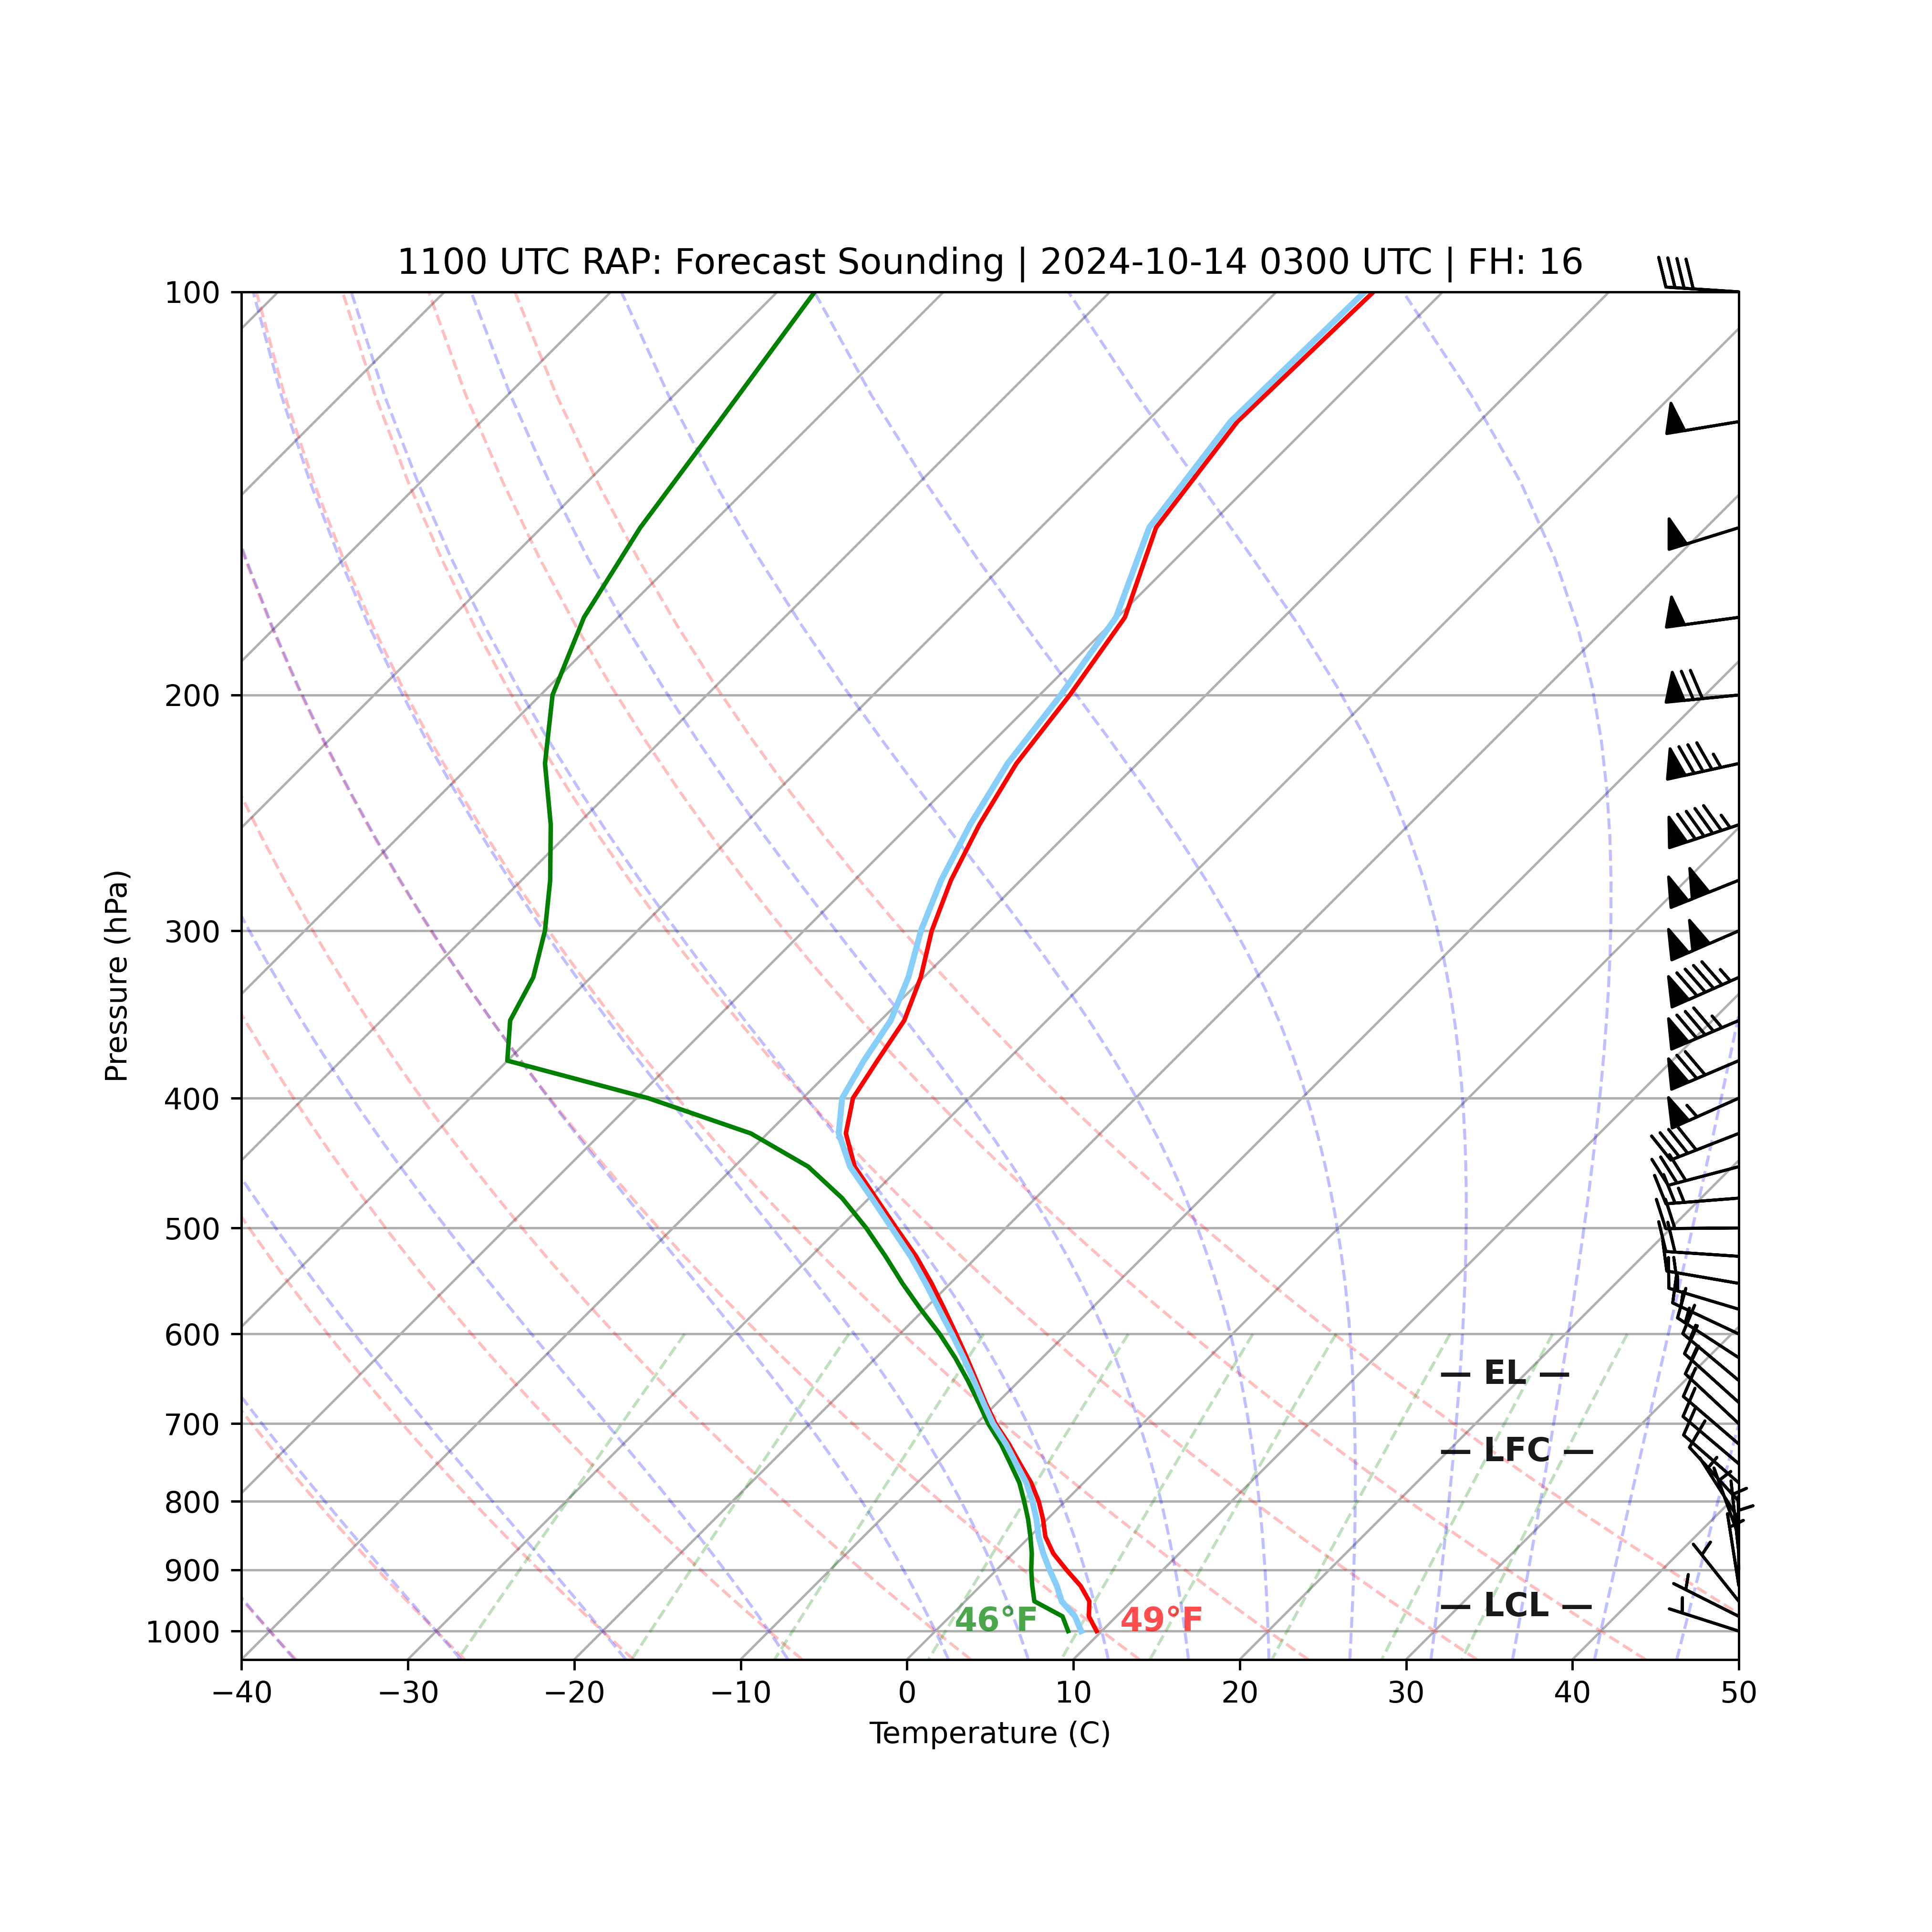 1100 UTC RAP: Forecast Sounding | 2024-10-14 0300 UTC | FH: 16
100
200
300
400
500
600
700
800
900
1000
Pressure (hPa)
— EL —
— LFC —
— LCL —
46°F
49°F
−40 −30 −20 −10 0 10 20 30 40 50
Temperature (C)